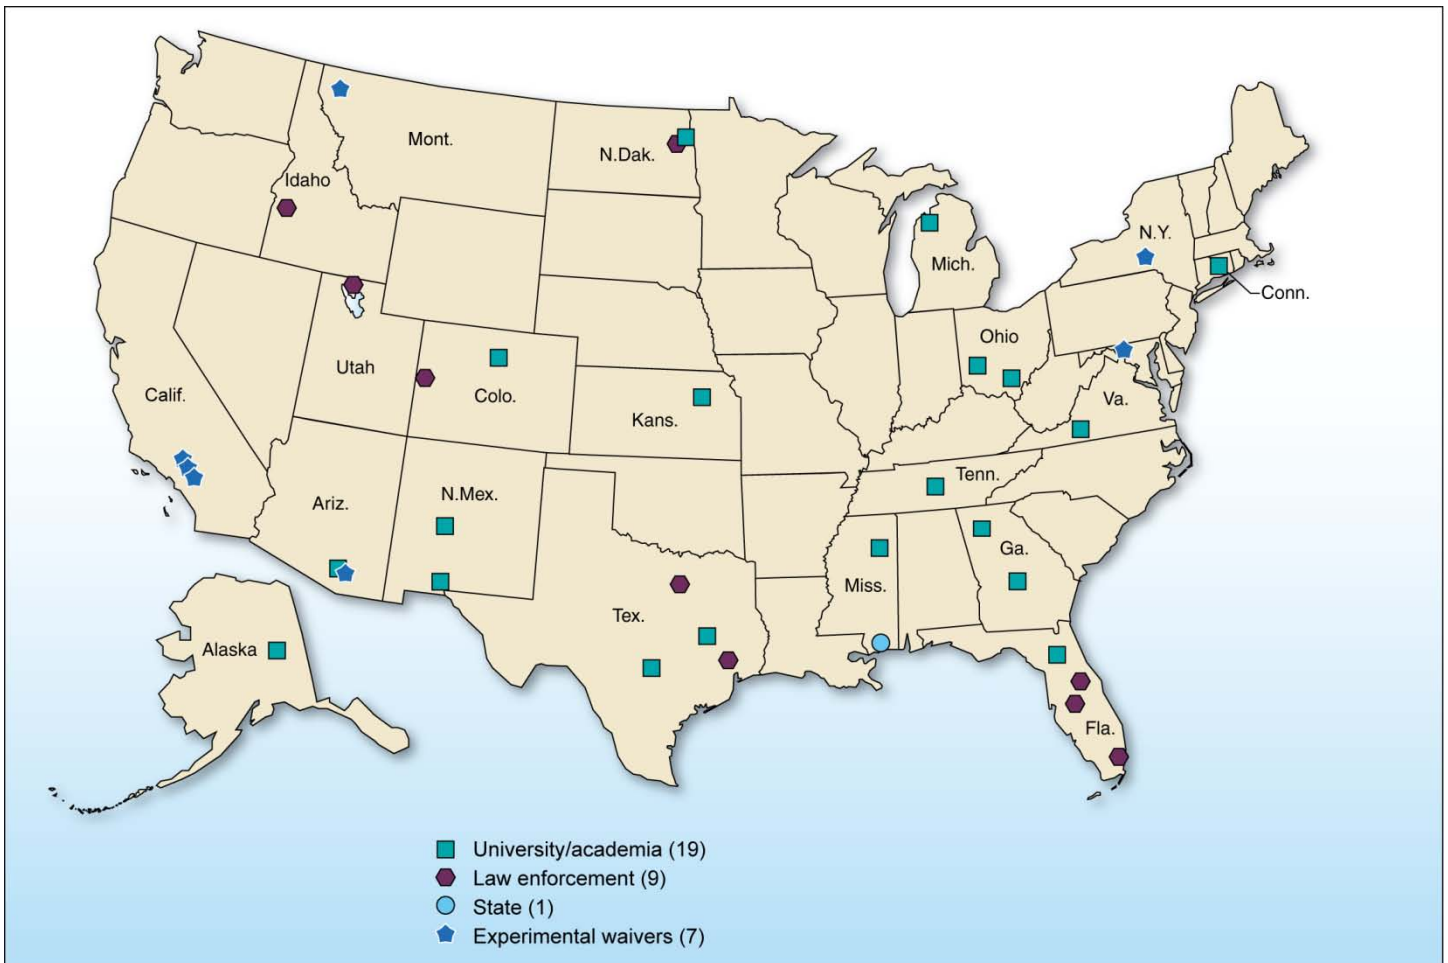 Mont.
N.Dak.
Idaho
Mich.
N.Y.
Conn.
Ohio
Utah
Calif.
Colo.
Kans.
Va.
Tenn.
Ariz.
N.Mex.
Ga.
Miss.
Tex.
Alaska
Fla.
University/academia (19)
Law enforcement (9)
State (1)
Experimental waivers (7)